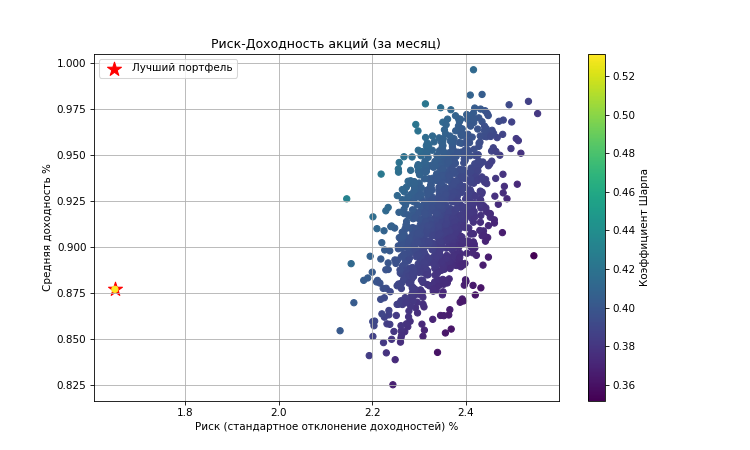 Риск-Доходность акций (за месяц)
Лучший портфель
Средняя доходность %
1.000
0.975
0.950
0.925
0.900
0.875
0.850
0.825
1.8 2.0 2.2 2.4
Риск (стандартное отклонение доходностей) %
0.52
0.50
0.48
0.46
0.44
0.42
0.40
0.38
0.36
Коэффициент Шарпа